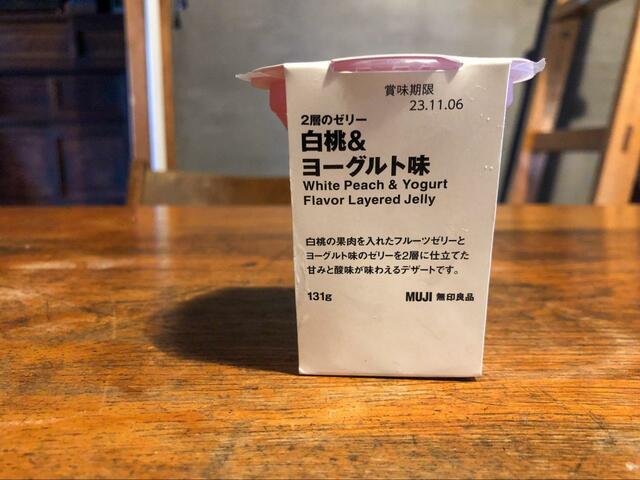 賞味期限
23.11.06
2層のゼリー
白桃&
ヨーグルト味
White Peach & Yogurt
Flavor Layered Jelly
白桃の果肉を入れたフルーツゼリーと
ヨーグルト味のゼリーを2層に仕立てた
甘みと酸味が味わえるデザートです。
131g
MUJI 無印良品